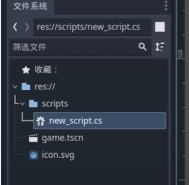 文件系统
res://scripts/new_script.cs
筛选文件
收藏：
res://
scripts
new_script.cs
game.tscn
icon.svg